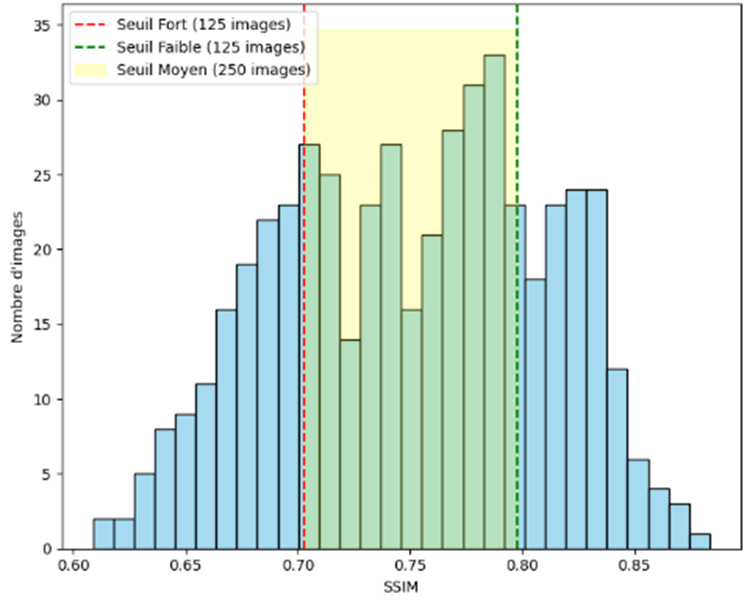 Seuil Fort (125 images)
Seuil Faible (125 images)
Seuil Moyen (250 images)
Nombre d'images
35
30
25
20
15
10
5
0
0.60 0.65 0.70 0.75 0.80 0.85
SSIM